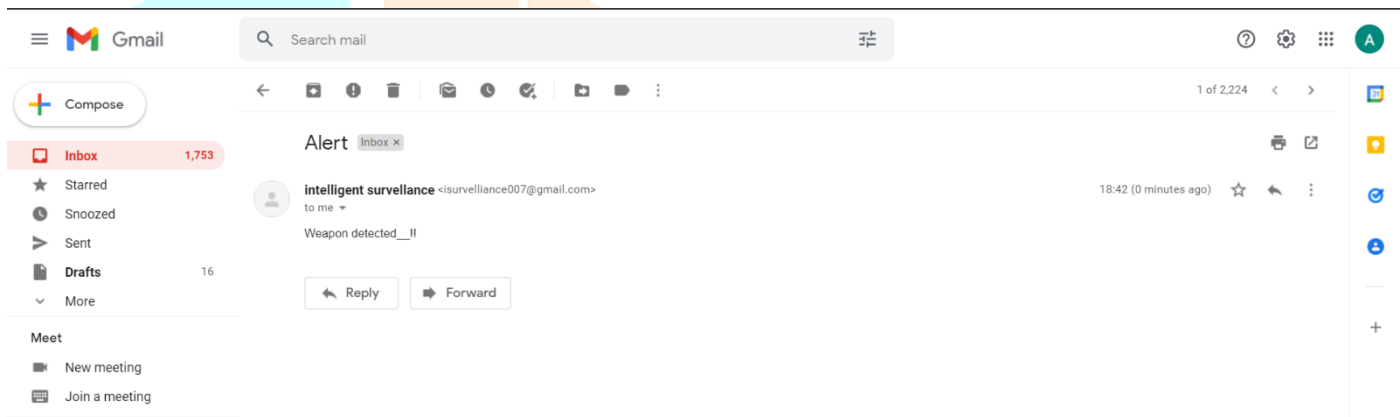 Gmail
Search mail
A
Compose
1 of 2,224
31
Alert Inbox ×
Inbox 1,753
Starred
intelligent survellance <isurvelliance007@gmail.com> 18:42 (0 minutes ago)
to me
Snoozed
Weapon detected__!!
Sent
Drafts 16
Reply Forward
More
Meet
New meeting
Join a meeting